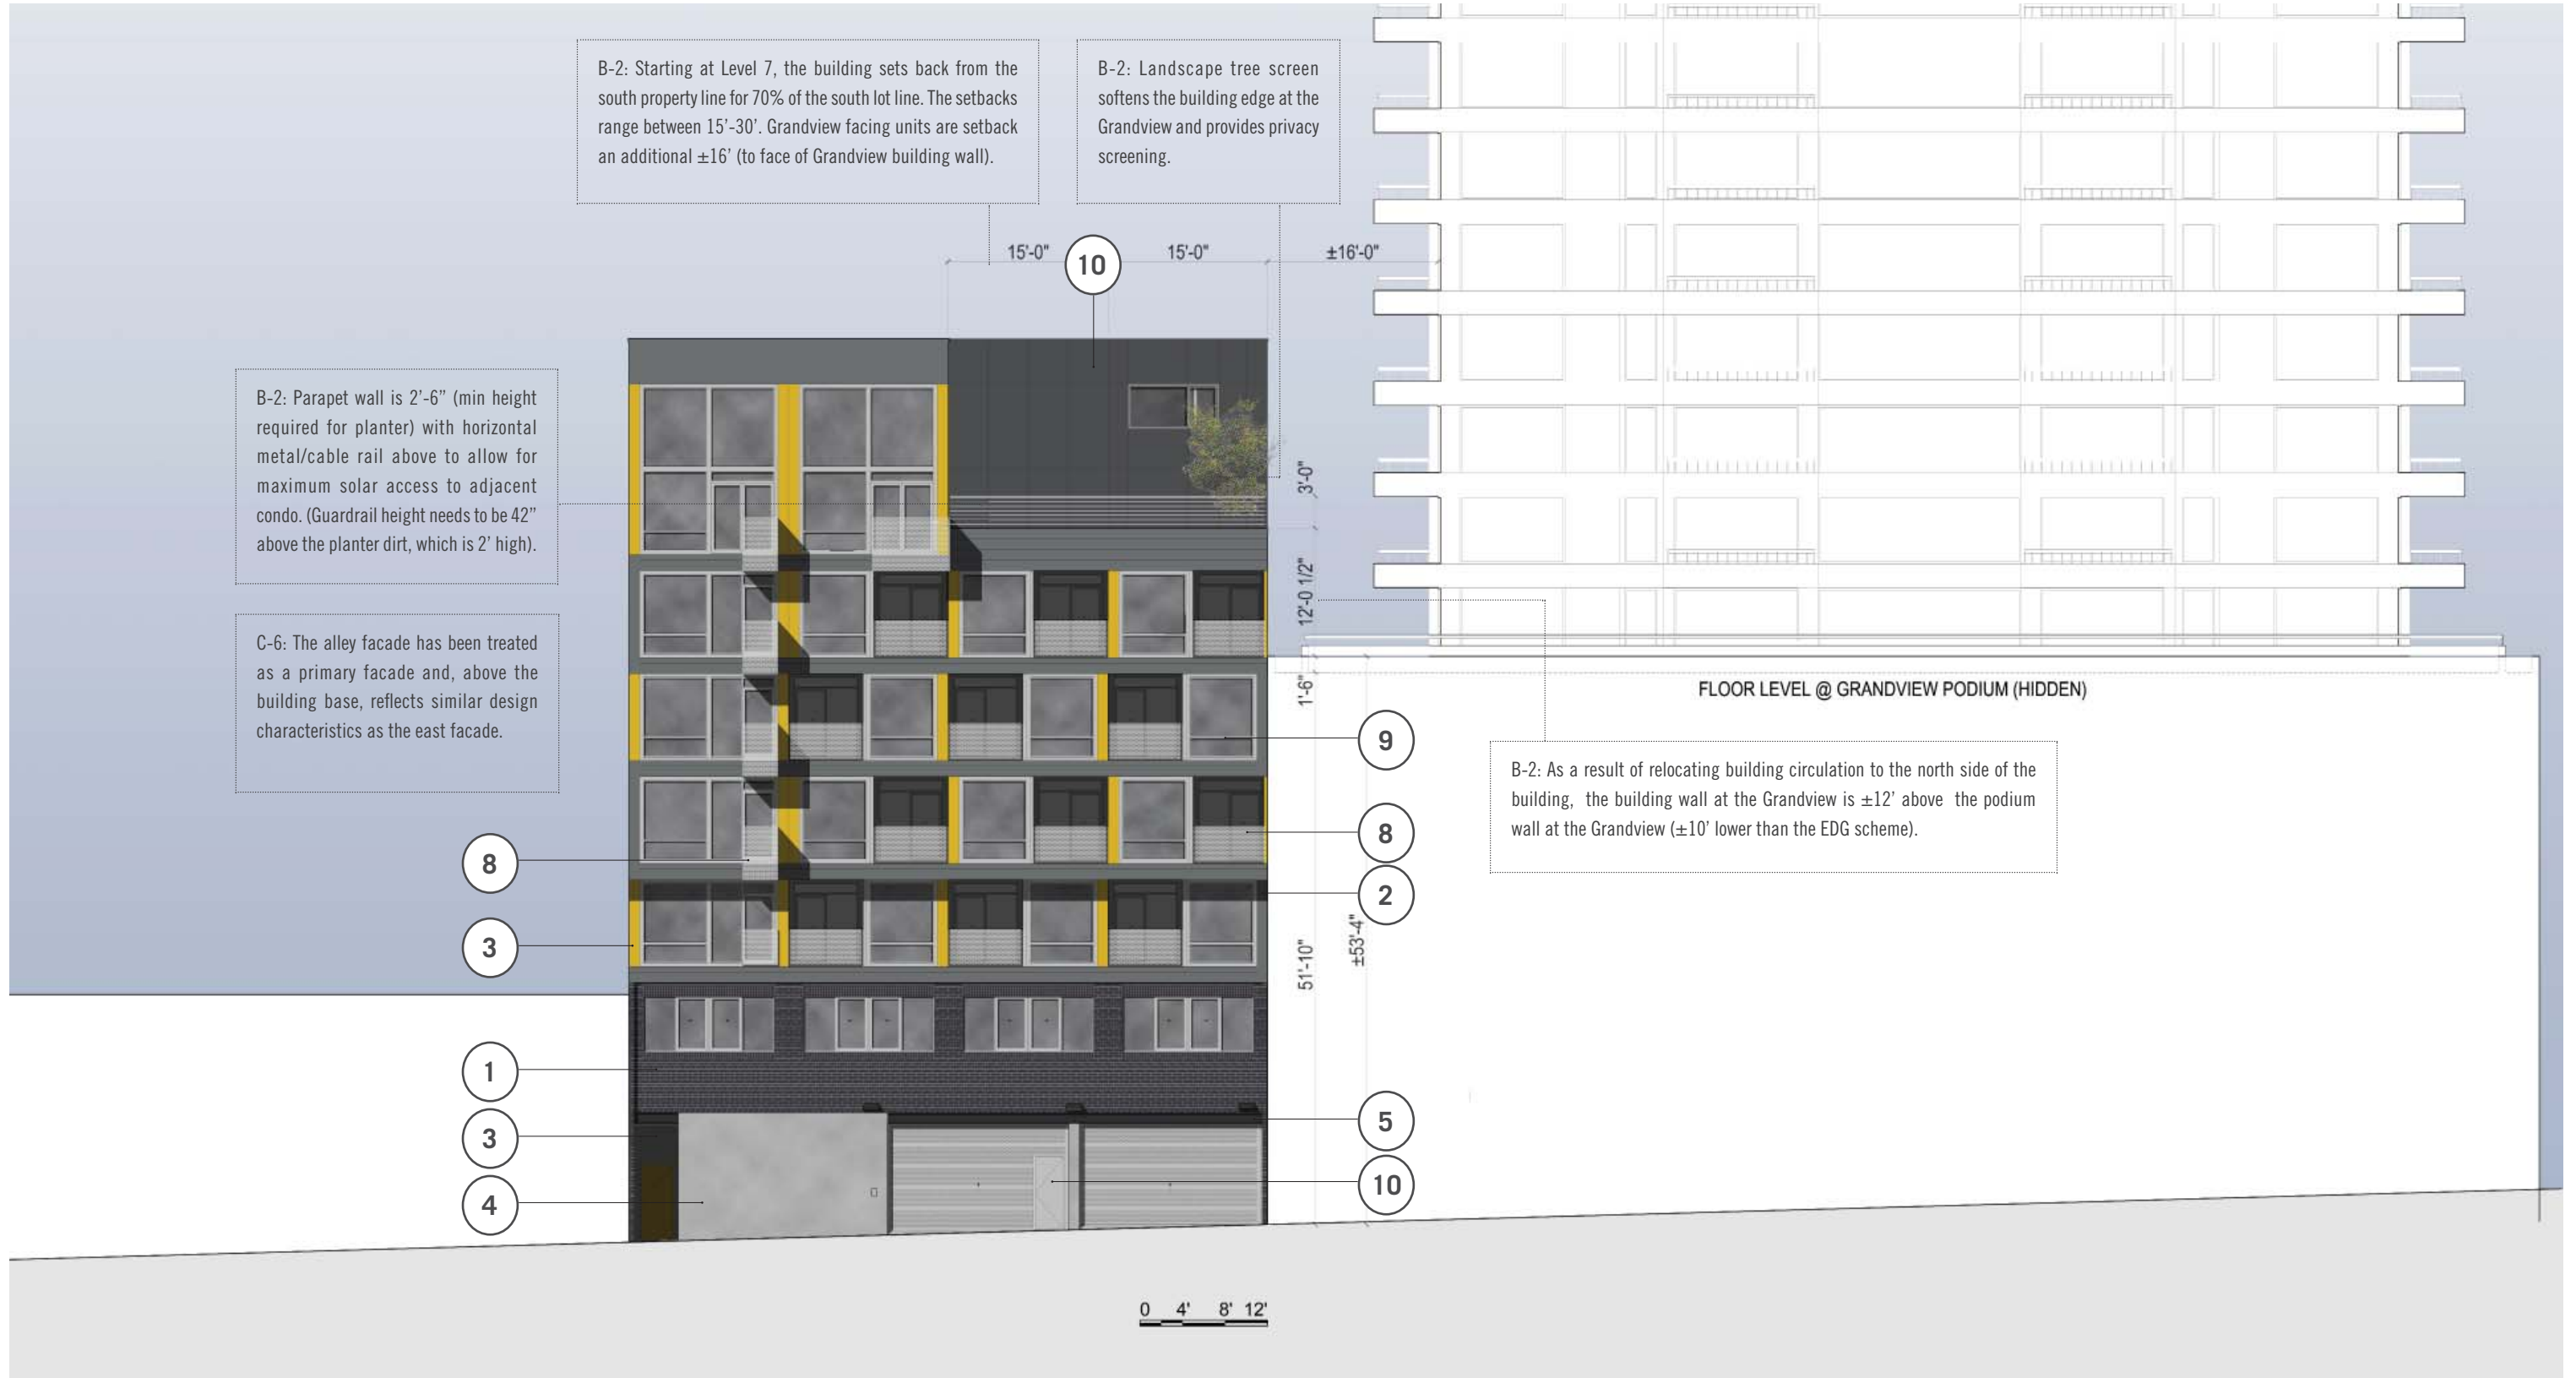 B-2: Starting at Level 7, the building sets back from the
south property line for 70% of the south lot line. The setbacks
range between 15’-30’. Grandview facing units are setback
an additional ±16’ (to face of Grandview building wall).
B-2: Landscape tree screen
softens the building edge at the
Grandview and provides privacy
screening.
15'-0"
10
15'-0"
±16'-0"
B-2: Parapet wall is 2’-6” (min height
required for planter) with horizontal
metal/cable rail above to allow for
maximum solar access to adjacent
condo. (Guardrail height needs to be 42”
above the planter dirt, which is 2’ high).
C-6: The alley facade has been treated
as a primary facade and, above the
building base, reflects similar design
characteristics as the east facade.
3'-0"
12'-0 1/2"
1'-6"
51'-10"
±53'-4"
FLOOR LEVEL @ GRANDVIEW PODIUM (HIDDEN)
B-2: As a result of relocating building circulation to the north side of the
building, the building wall at the Grandview is ±12’ above the podium
wall at the Grandview (±10’ lower than the EDG scheme).
9
8
8
2
3
1
5
3
10
4
0 4' 8' 12'